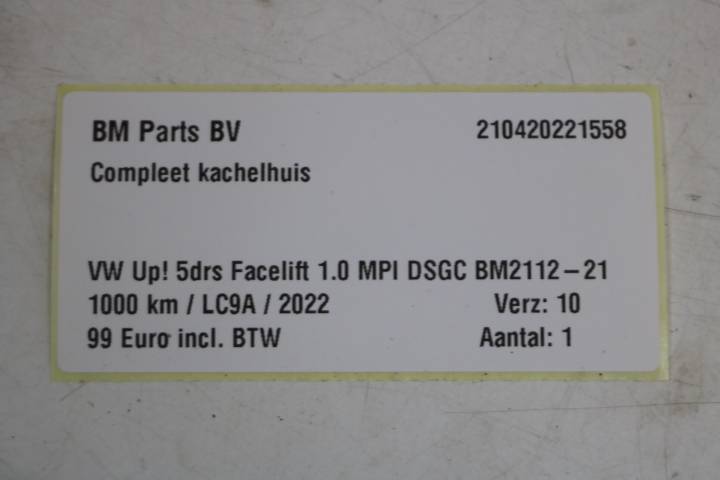 BM Parts BV 210420221558
Compleet kachelhuis
VW Up! 5drs Facelift 1.0 MPI DSGC BM2112-21
1000 km / LC9A / 2022 Verz: 10
99 Euro incl. BTW Aantal: 1